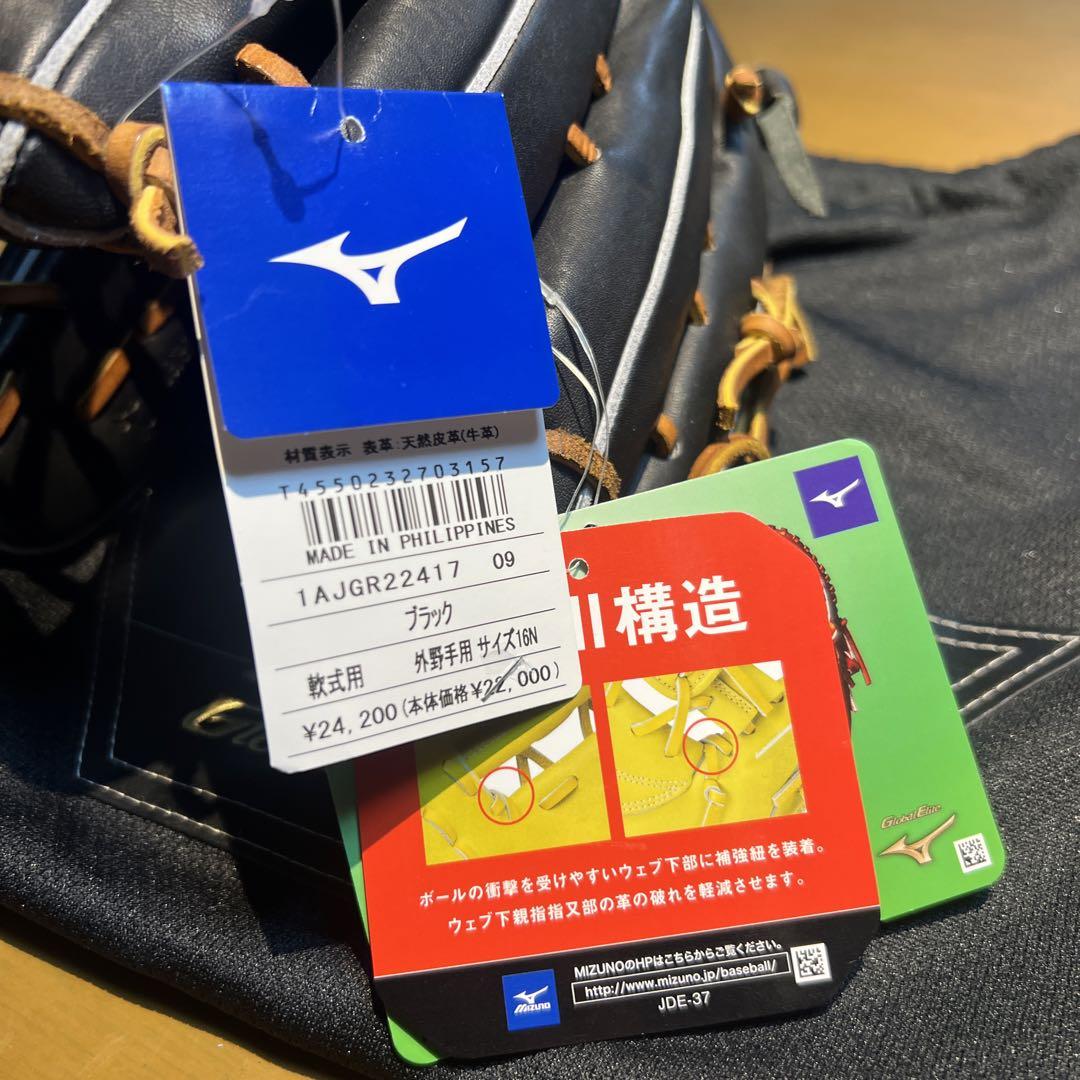 材質表示 表革:天然皮革(牛革)
T4550232703157
MADE IN PHILIPPINES
1AJGR22417 09
ブラック
軟式用 外野手用 サイズ16N
¥24,200(本体価格¥22,000)
構造
ボールの衝撃を受けやすいウェブ下部に補強紐を装着。
ウェブ下親指指又部の革の破れを軽減させます。
MIZUNOのHPはこちらからご覧ください。
http://www.mizuno.jp/baseball/
MIZUNO
JDE-37
GlobalElite